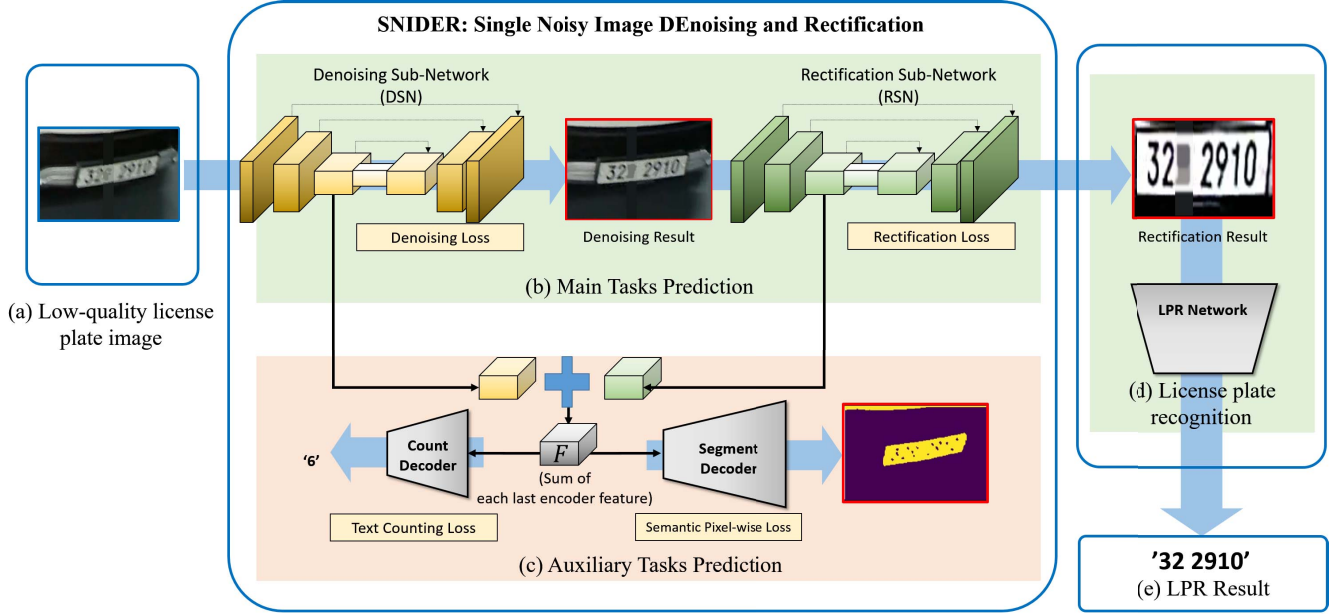 SNIDER: Single Noisy Image DEnoising and Rectification
Denoising Sub-Network
(DSN)
Rectification Sub-Network
(RSN)
32 2910
32 2910
32 2910
Denoising Loss
Denoising Result
Rectification Loss
Rectification Result
(b) Main Tasks Prediction
(a) Low-quality license
plate image
LPR Network
(d) License plate
recognition
Count
Decoder
‘6’
F
(Sum of
each last encoder feature)
Segment
Decoder
Text Counting Loss
Semantic Pixel-wise Loss
(c) Auxiliary Tasks Prediction
’32 2910’
(e) LPR Result